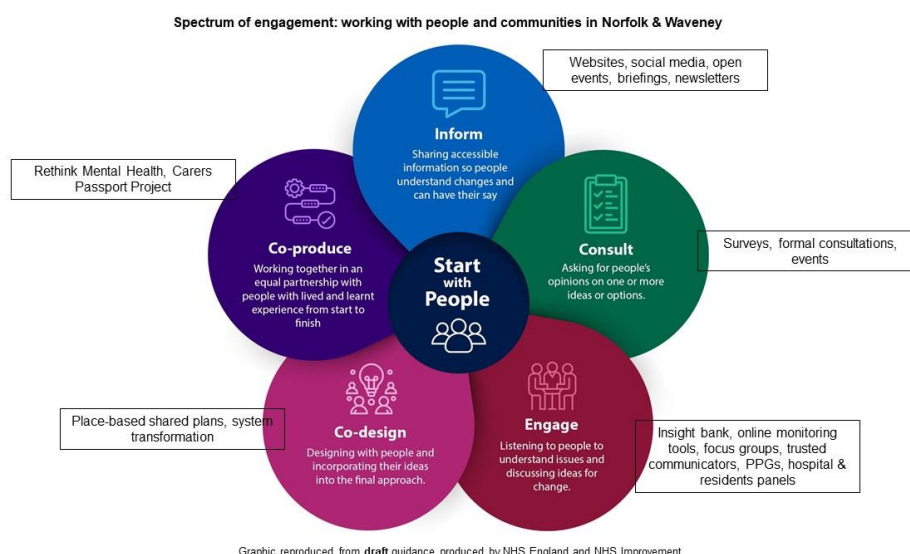 Spectrum of engagement: working with people and communities in Norfolk & Waveney
Websites, social media, open
events, briefings, newsletters
Inform
Sharing accessible
information so people
understand changes and
can have their say
Rethink Mental Health, Carers
Passport Project
Co-produce
Working together in an
equal partnership with
people with lived and learnt
experience from start to
finish
Start
with
People
Consult
Asking for people's
opinions on one or more
ideas or options.
Surveys, formal consultations,
events
Place-based shared plans, system
transformation
Co-design
Designing with people and
incorporating their ideas
into the final approach.
Engage
Listening to people to
understand issues and
discussing ideas for
change.
Insight bank, online monitoring
tools, focus groups, trusted
communicators, PPGs, hospital &
residents panels
Graphic reproduced from draft guidance produced by NHS England and NHS Improvement